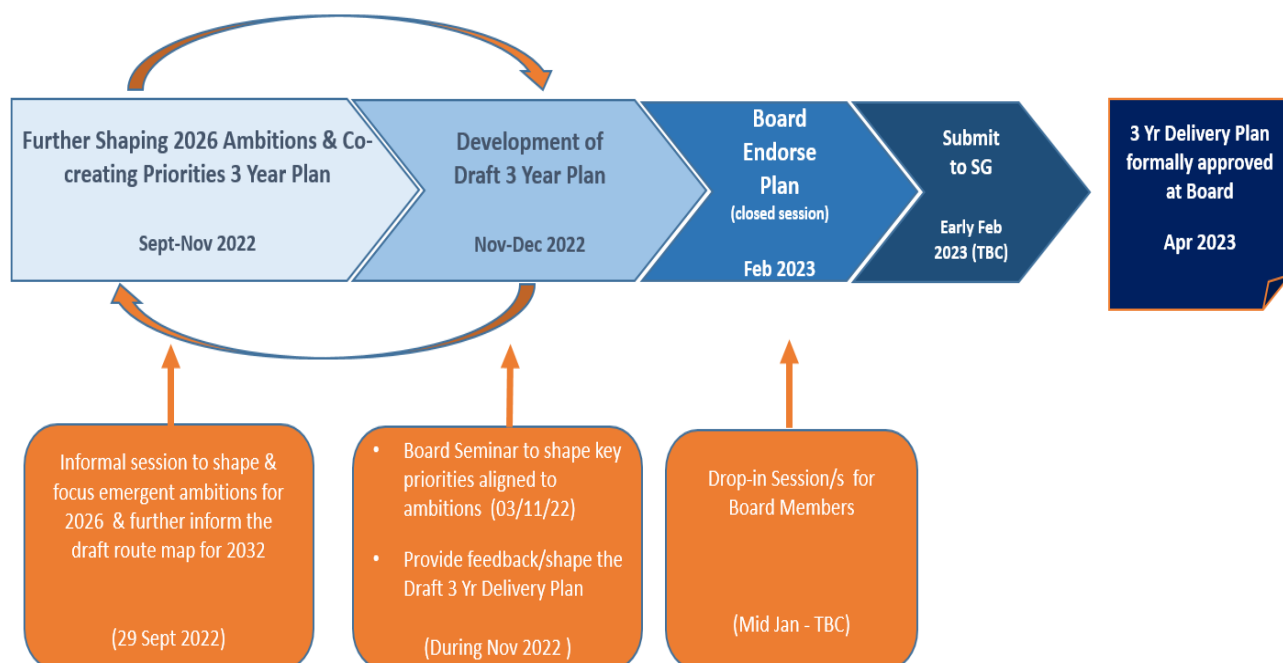 Further Shaping 2026 Ambitions & Co-
creating Priorities 3 Year Plan
Sept-Nov 2022
Development of
Draft 3 Year Plan
Nov-Dec 2022
Board
Endorse
Plan
(closed session)
Feb 2023
Submit
to SG
Early Feb
2023 (TBC)
3 Yr Delivery Plan
formally approved
at Board
Apr 2023
Informal session to shape &
focus emergent ambitions for
2026 & further inform the
draft route map for 2032
(29 Sept 2022)
• Board Seminar to shape key
priorities aligned to
ambitions (03/11/22)
• Provide feedback/shape the
Draft 3 Yr Delivery Plan
(During Nov 2022 )
Drop-in Session/s for
Board Members
(Mid Jan - TBC)